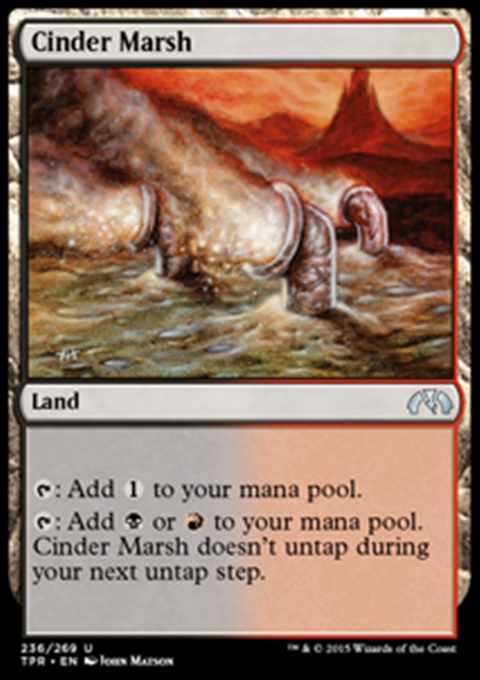 Cinder Marsh
Land
: Add 1 to your mana pool.
: Add or to your mana pool.
Cinder Marsh doesn't untap during
your next untap step.
236/269 U
TPR • EN John Matson
™ & © 2015 Wizards of the Coast